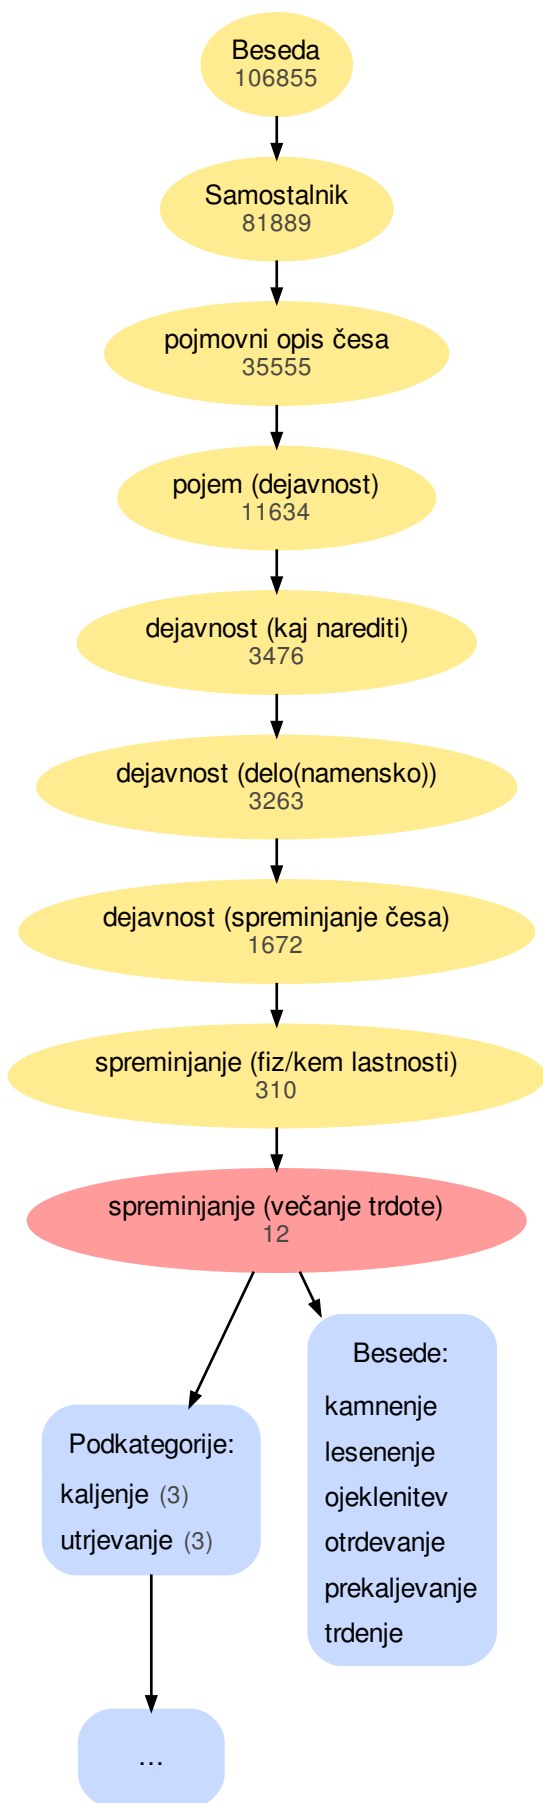 Beseda
106855
Samostalnik
81889
pojmovni opis česa
35555
pojem (dejavnost)
11634
dejavnost (kaj narediti)
3476
dejavnost (delo(namensko))
3263
dejavnost (spreminjanje česa)
1672
spreminjanje (fiz/kem lastnosti)
310
spreminjanje (večanje trdote)
12
Podkategorije:
kaljenje (3)
utrjevanje (3)
Besede:
kamnenje
lesenenje
ojeklenitev
otrdevanje
prekaljevanje
trdenje
...